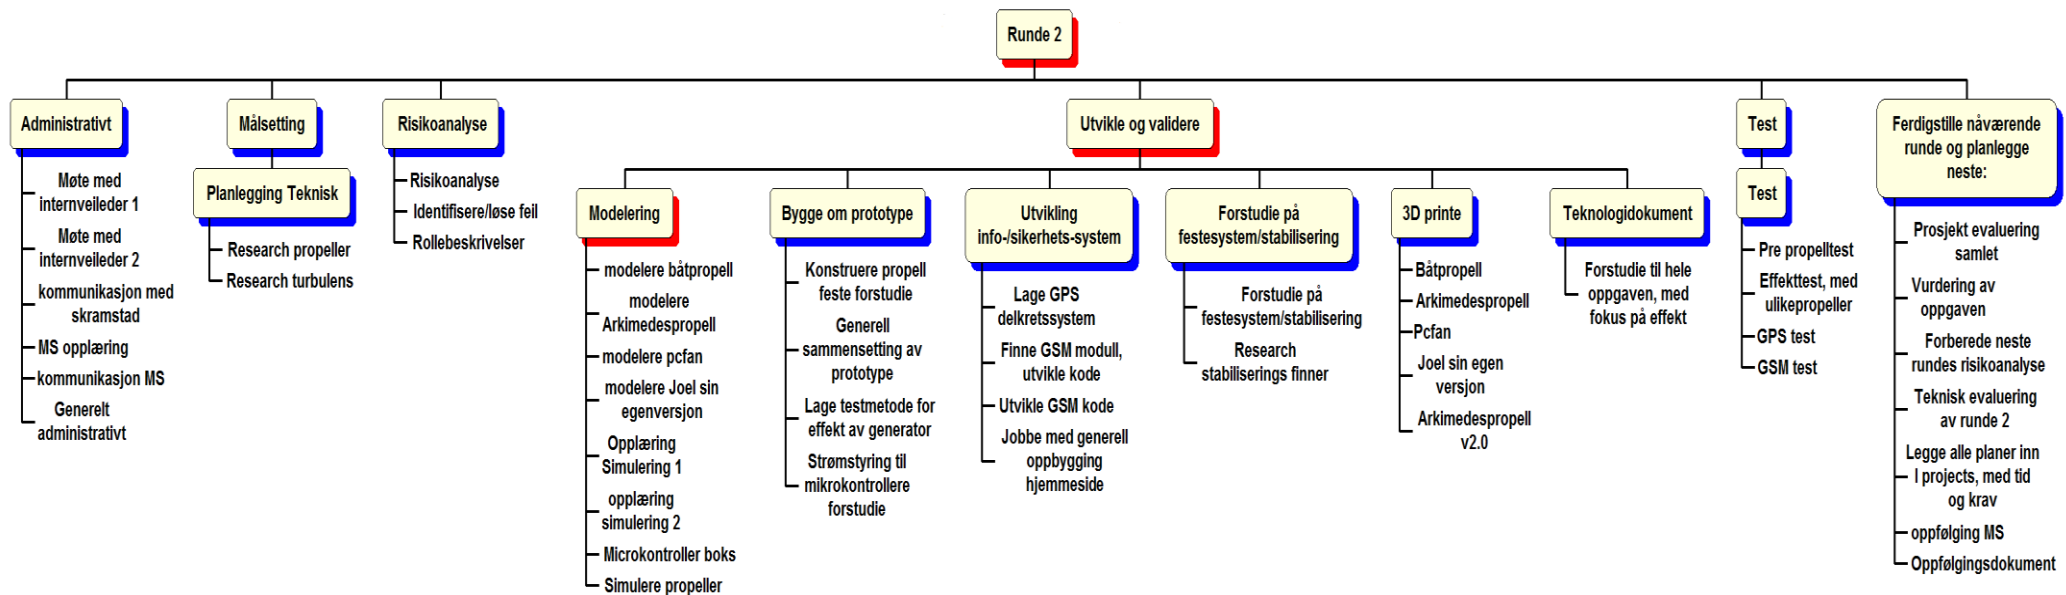 Runde 2
Administrativt
Møte med
internveileder 1
Møte med
internveileder 2
kommunikasjon med
skramstad
MS opplæring
kommunikasjon MS
Generelt
administrativt
Målsetting
Planlegging Teknisk
Research propeller
Research turbulens
Risikoanalyse
Risikoanalyse
Identifisere/løse feil
Rollebeskrivelser
Utvikle og validere
Modelering
modelere båtpropell
modelere
Arkimedespropell
modelere pcfan
modelere Joel sin
egenversjon
Opplæring
Simulering 1
opplæring
simulering 2
Microkontroller boks
Simulere propeller
Bygge om prototype
Konstruere propell
feste forstudie
Generell
sammensetting av
prototype
Lage testmetode for
effekt av generator
Strømstyring til
mikrokontrollere
forstudie
Utvikling
info-/sikerhets-system
Lage GPS
delkretssystem
Finne GSM modull,
utvikle kode
Utvikle GSM kode
Jobbe med generell
oppbygging
hjemmeside
Forstudie på
festesystem/stabilisering
Forstudie på
festesystem/stabilisering
Research
stabiliserings finner
3D printe
Båtpropell
Arkimedespropell
Pcfan
Joel sin egen
versjon
Arkimedespropell
v2.0
Teknologidokument
Forstudie til hele
oppgaven, med
fokus på effekt
Test
Test
Pre propelltest
Effekttest, med
ulikepropeller
GPS test
GSM test
Ferdigstille nåværende
runde og planlegge
neste:
Prosjekt evaluering
samlet
Vurdering av
oppgaven
Forberede neste
rundes risikoanalyse
Teknisk evaluering
av runde 2
Legge alle planer inn
I projects, med tid
og krav
oppfølging MS
Oppfølgingsdokument